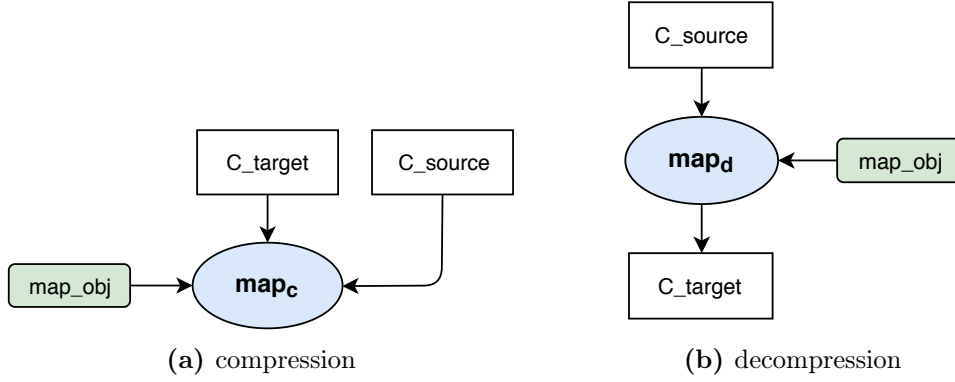 C_target
C_source
map_obj
map_c
(a) compression
C_source
map_d
map_obj
C_target
(b) decompression